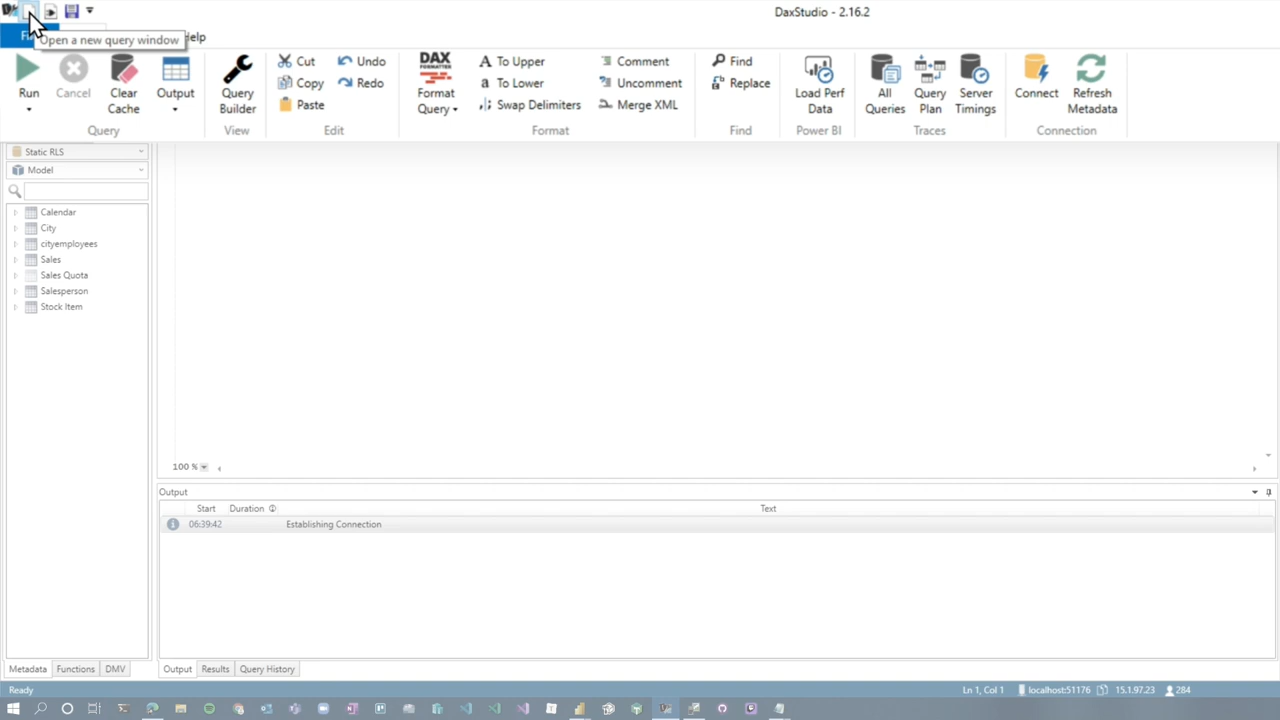 DaxStudio - 2.16.2
Open a new query window
elp
Run
Cancel
Clear Cache
Output
Query
Query Builder
View
Cut
Copy
Paste
Undo
Redo
Edit
DAX
FORMATTER
Format Query
To Upper
To Lower
Swap Delimiters
Comment
Uncomment
Merge XML
Format
Find
Replace
Find
Load Perf Data
Power BI
All Queries
Query Plan
Server Timings
Traces
Connect
Refresh Metadata
Connection
Static RLS
Model
Calendar
City
cityemployees
Sales
Sales Quota
Salesperson
Stock Item
100 %
Output
Start Duration Text
06:39:42 Establishing Connection
Metadata Functions DMV
Output Results Query History
Ready
Ln 1, Col 1 localhost:51176 15.1.97.23 284